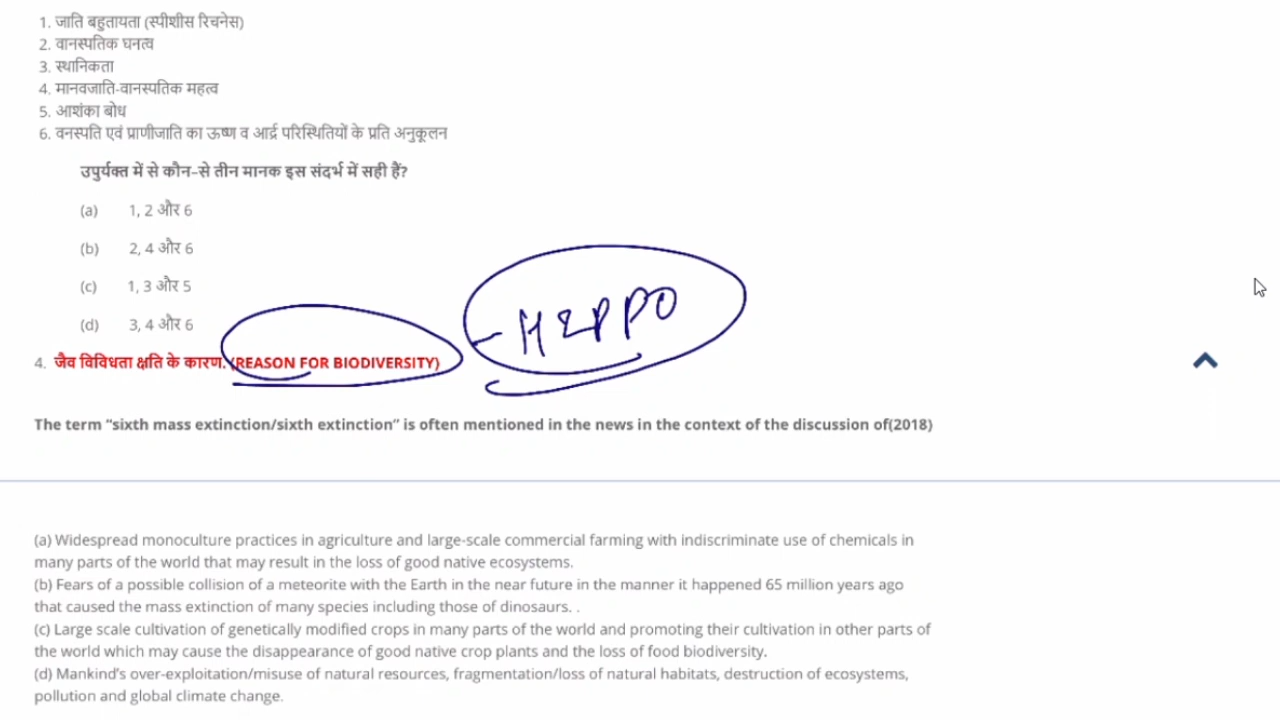 1. जाति बहुतायता (स्पीशीस रिचनेस)
2. वानस्पतिक घनत्व
3. स्थानिकता
4. मानवजाति-वानस्पतिक महत्व
5. आशंका बोध
6. वनस्पति एवं प्राणीजाति का ऊष्ण व आर्द्र परिस्थितियों के प्रति अनुकूलन
उपुर्यक्त में से कौन-से तीन मानक इस संदर्भ में सही हैं?
(a) 1, 2 और 6
(b) 2, 4 और 6
(c) 1, 3 और 5
(d) 3, 4 और 6
- HIPPO
4. जैव विविधता क्षति के कारण. (REASON FOR BIODIVERSITY)
The term “sixth mass extinction/sixth extinction” is often mentioned in the news in the context of the discussion of(2018)
(a) Widespread monoculture practices in agriculture and large-scale commercial farming with indiscriminate use of chemicals in
many parts of the world that may result in the loss of good native ecosystems.
(b) Fears of a possible collision of a meteorite with the Earth in the near future in the manner it happened 65 million years ago
that caused the mass extinction of many species including those of dinosaurs. .
(c) Large scale cultivation of genetically modified crops in many parts of the world and promoting their cultivation in other parts of
the world which may cause the disappearance of good native crop plants and the loss of food biodiversity.
(d) Mankind’s over-exploitation/misuse of natural resources, fragmentation/loss of natural habitats, destruction of ecosystems,
pollution and global climate change.